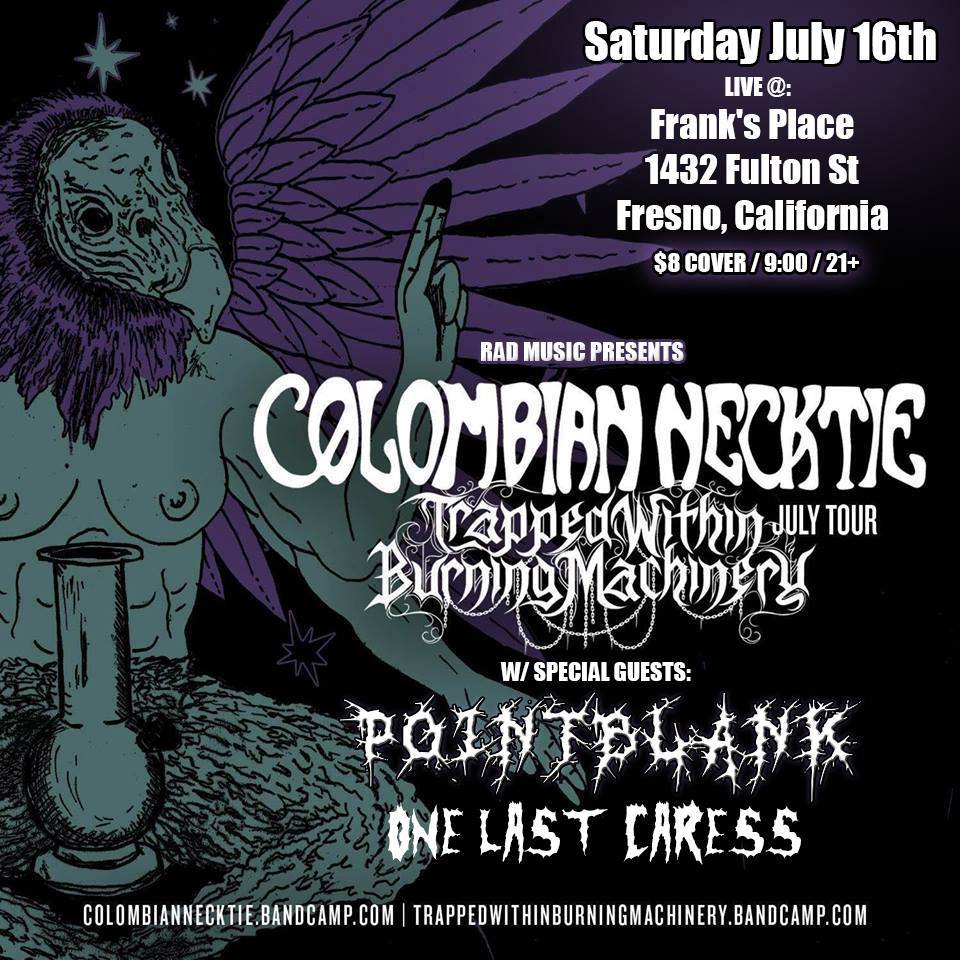 Saturday July 16th
LIVE @:
Frank's Place
1432 Fulton St
Fresno, California
$8 COVER / 9:00 / 21+
RAD MUSIC PRESENTS
COLOMBIAN NECKTIE
Trapped Within
JULY TOUR
Burning Machinery
W/ SPECIAL GUESTS:
POINTBLANK
ONE LAST CARESS
COLOMBIANNECKTIE.BANDCAMP.COM | TRAPPEDWITHINBURNINGMACHINERY.BANDCAMP.COM